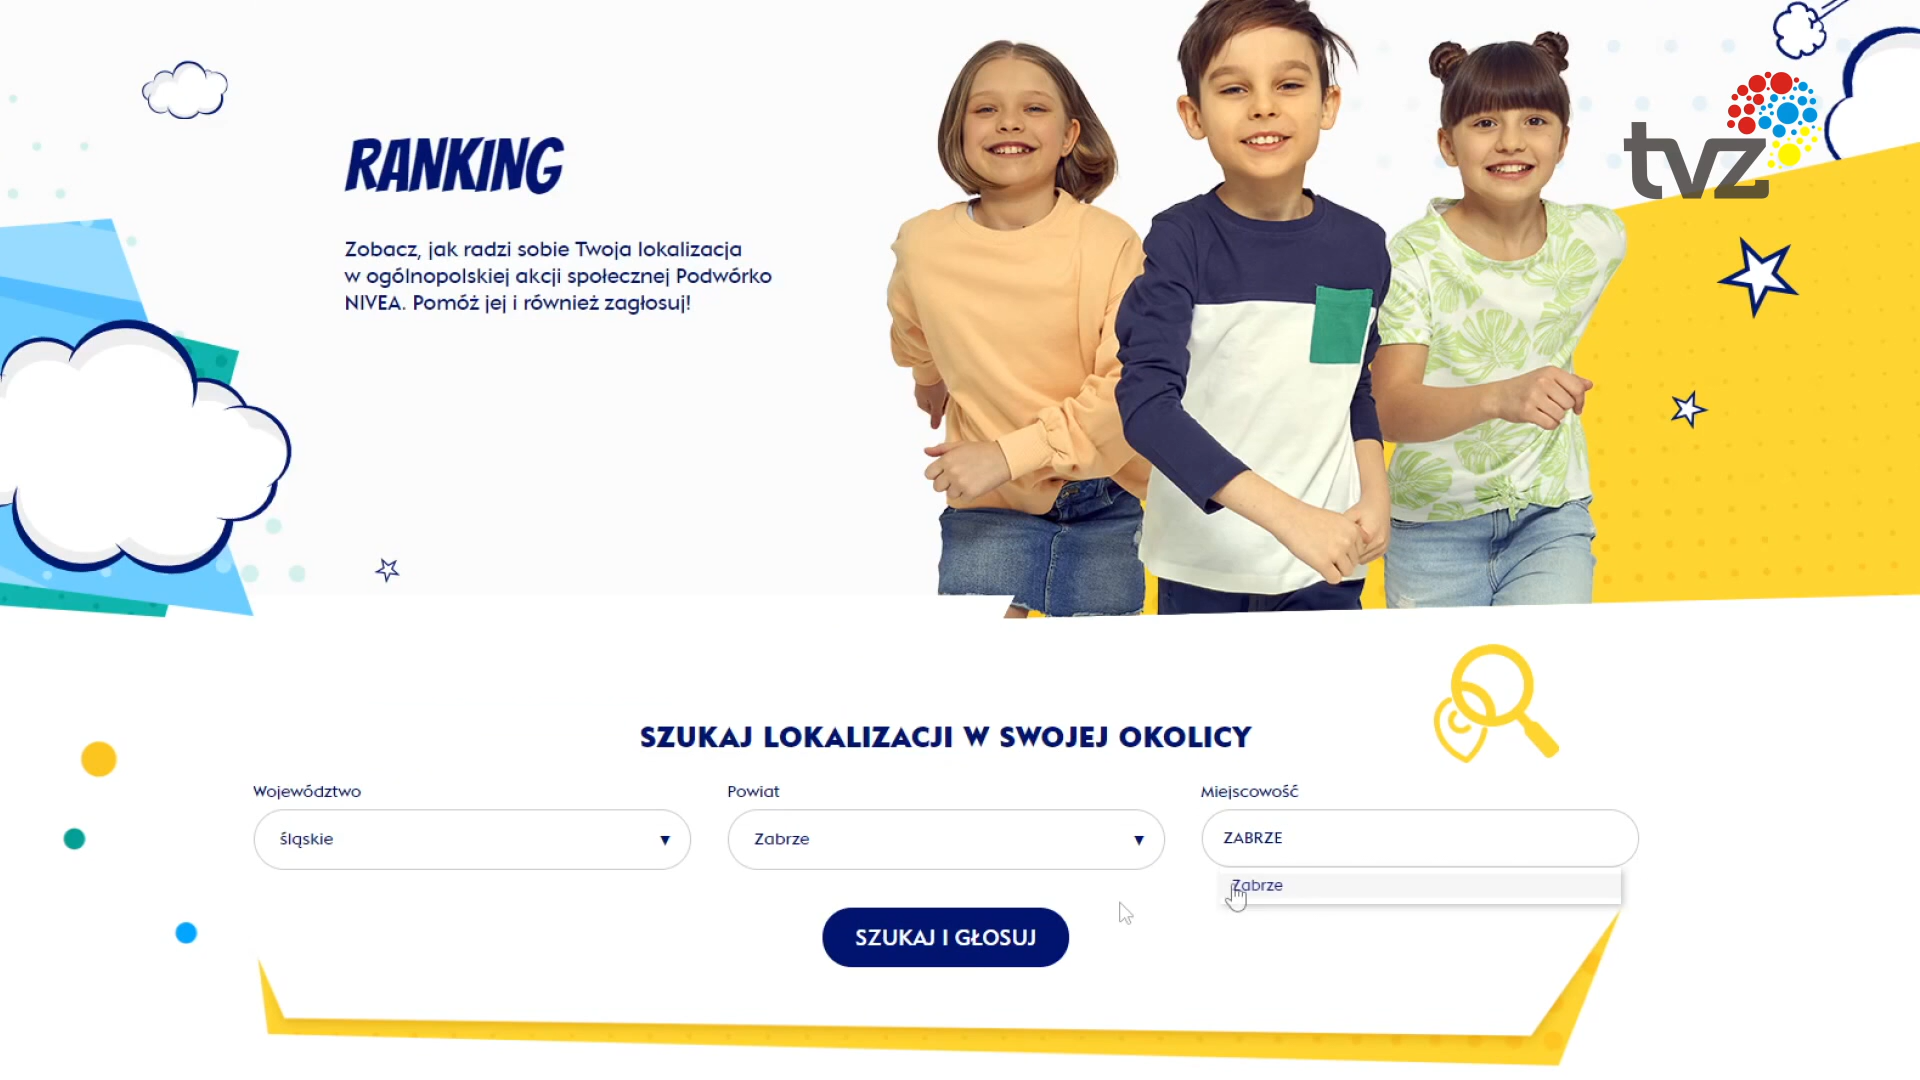 tvz
RANKING
Zobacz, jak radzi sobie Twoja lokalizacja
w ogólnopolskiej akcji społecznej Podwórko
NIVEA. Pomóż jej i również zagłosuj!
SZUKAJ LOKALIZACJI W SWOJEJ OKOLICY
Województwo
Powiat
Miejscowość
śląskie
Zabrze
ZABRZE
Zabrze
SZUKAJ I GŁOSUJ